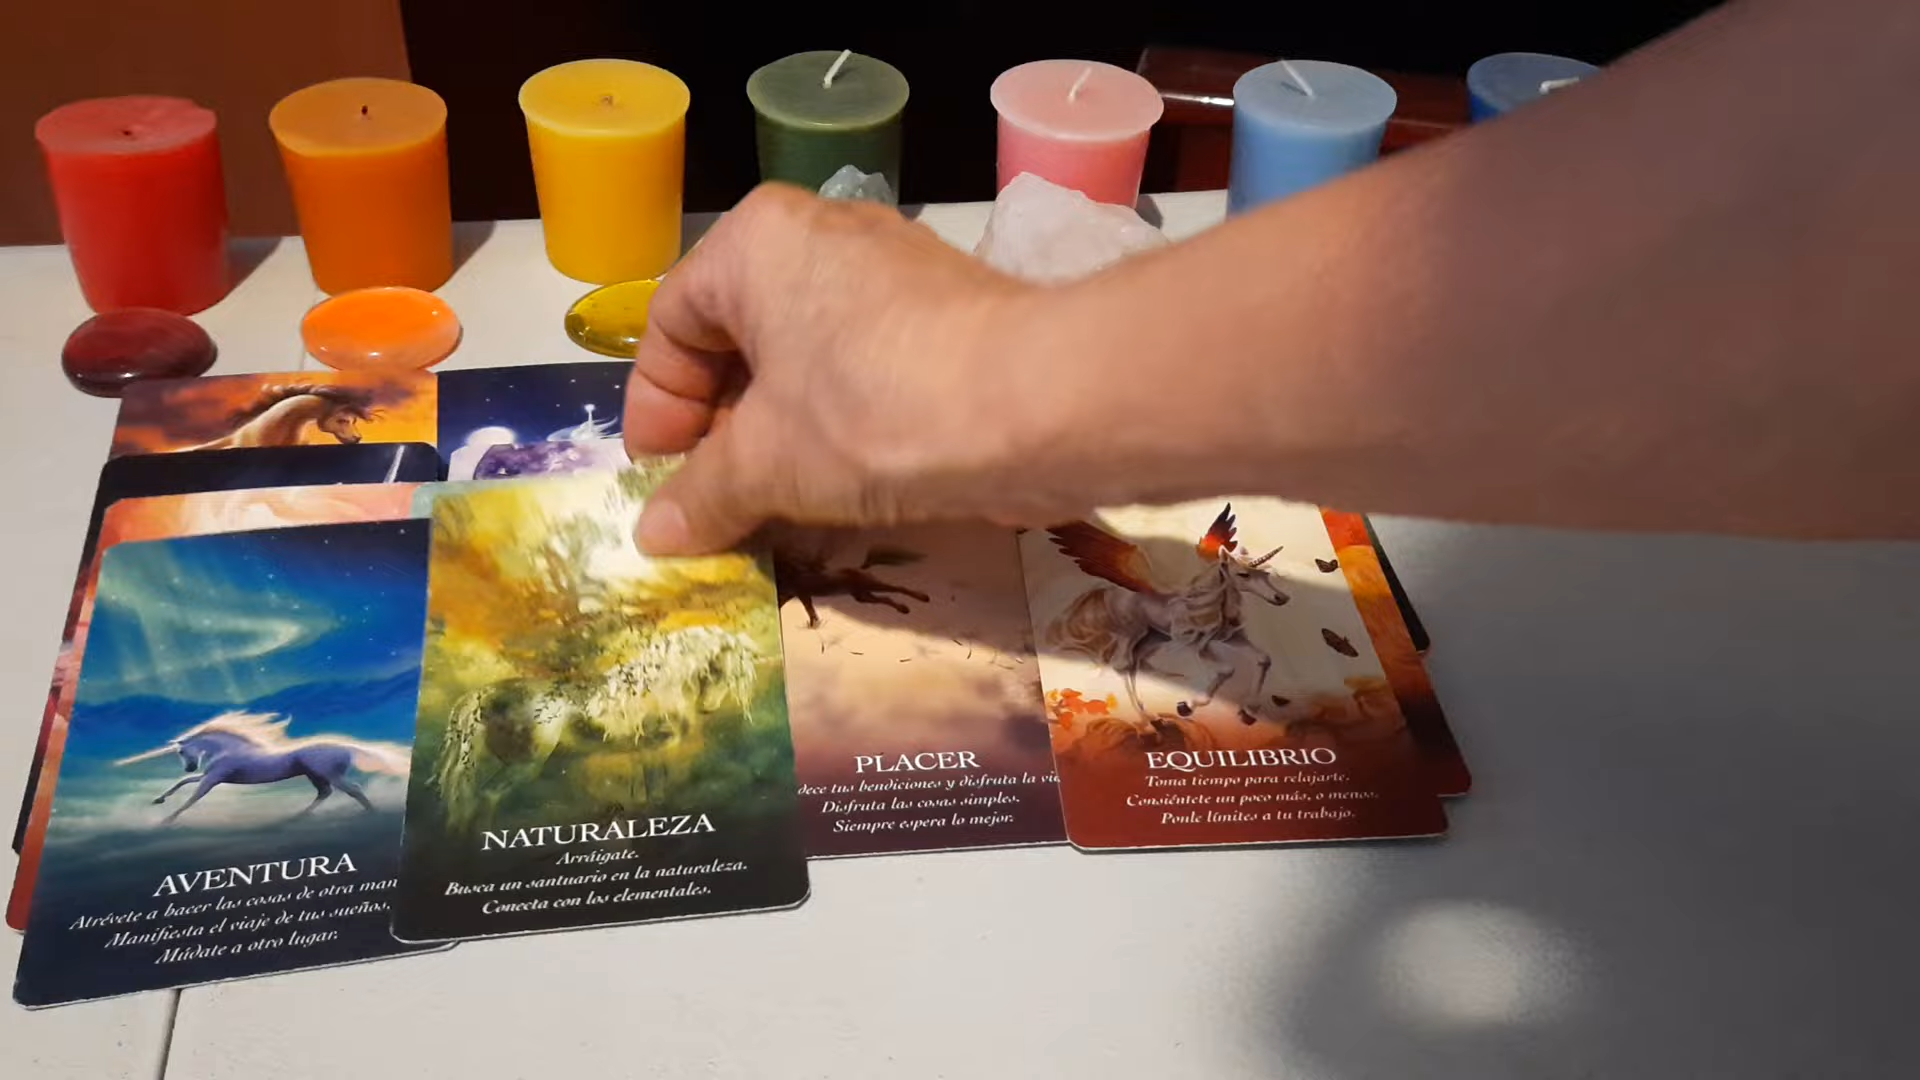 AVENTURA
Atrévete a hacer las cosas de otra
Manifiesta el viaje de tus sueños.
Múdate a otro lugar.
NATURALEZA
Arráigate.
Busca un santuario en la naturaleza.
Conecta con los elementales.
PLACER
tus bendiciones y disfruta la
Disfruta las cosas simples.
Siempre espera lo mejor.
EQUILIBRIO
Toma tiempo para relajarte.
Consiéntete un poco más, o menos.
Ponle límites a tu trabajo.